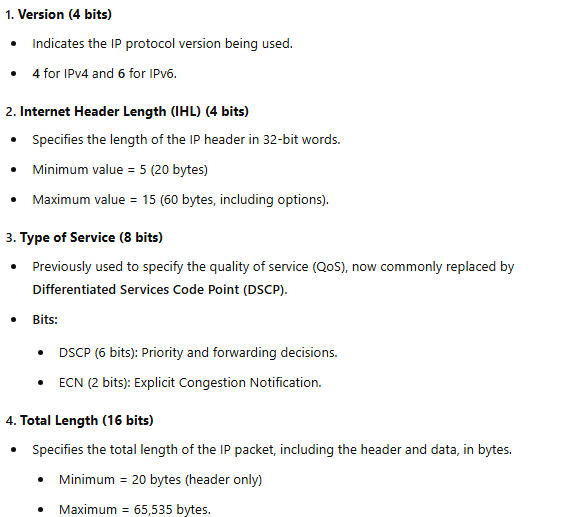 1. Version (4 bits)
• Indicates the IP protocol version being used.
• 4 for IPv4 and 6 for IPv6.
2. Internet Header Length (IHL) (4 bits)
• Specifies the length of the IP header in 32-bit words.
• Minimum value = 5 (20 bytes)
• Maximum value = 15 (60 bytes, including options).
3. Type of Service (8 bits)
• Previously used to specify the quality of service (QoS), now commonly replaced by
Differentiated Services Code Point (DSCP).
• Bits:
• DSCP (6 bits): Priority and forwarding decisions.
• ECN (2 bits): Explicit Congestion Notification.
4. Total Length (16 bits)
• Specifies the total length of the IP packet, including the header and data, in bytes.
• Minimum = 20 bytes (header only)
• Maximum = 65,535 bytes.